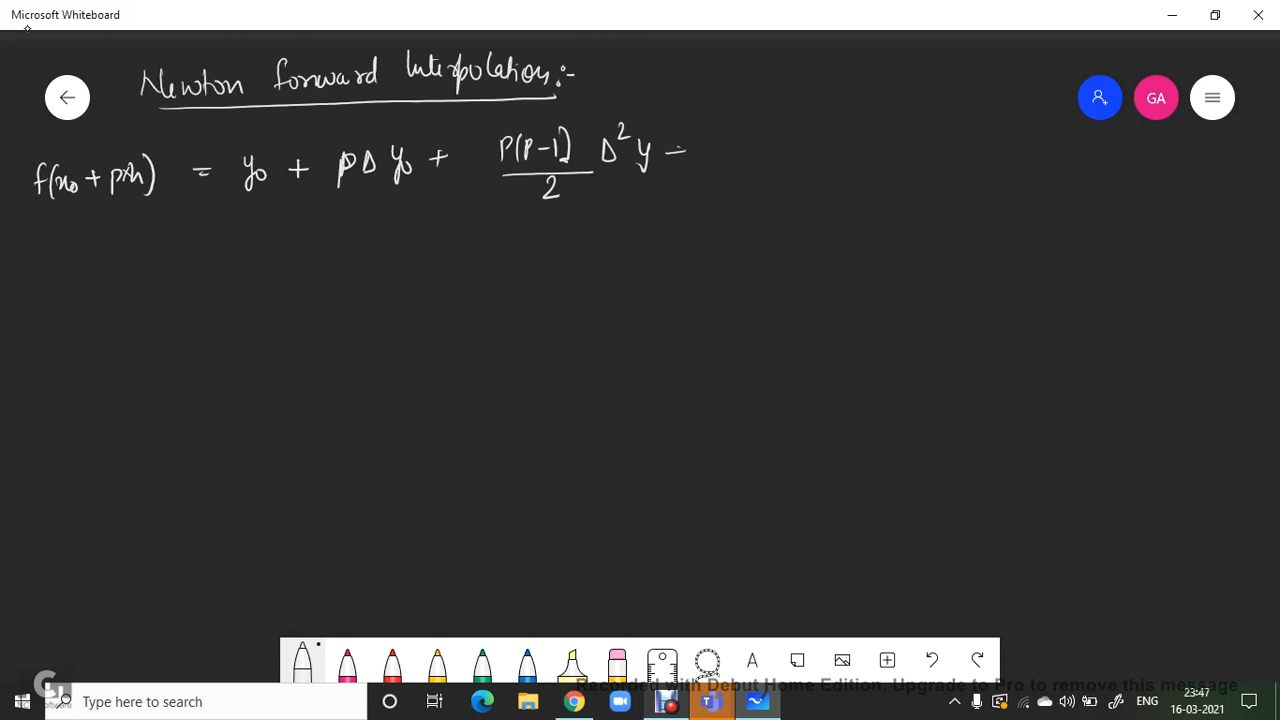 Microsoft Whiteboard
Newton forward Interpolation:-
GA
f(x₀ + ph) = y₀ + pΔy₀ + P(P-1)/2 Δ²y -
A
Recorded with Debut Home Edition. Upgrade to Pro to remove this message
Type here to search
ENG
23:47
16-03-2021